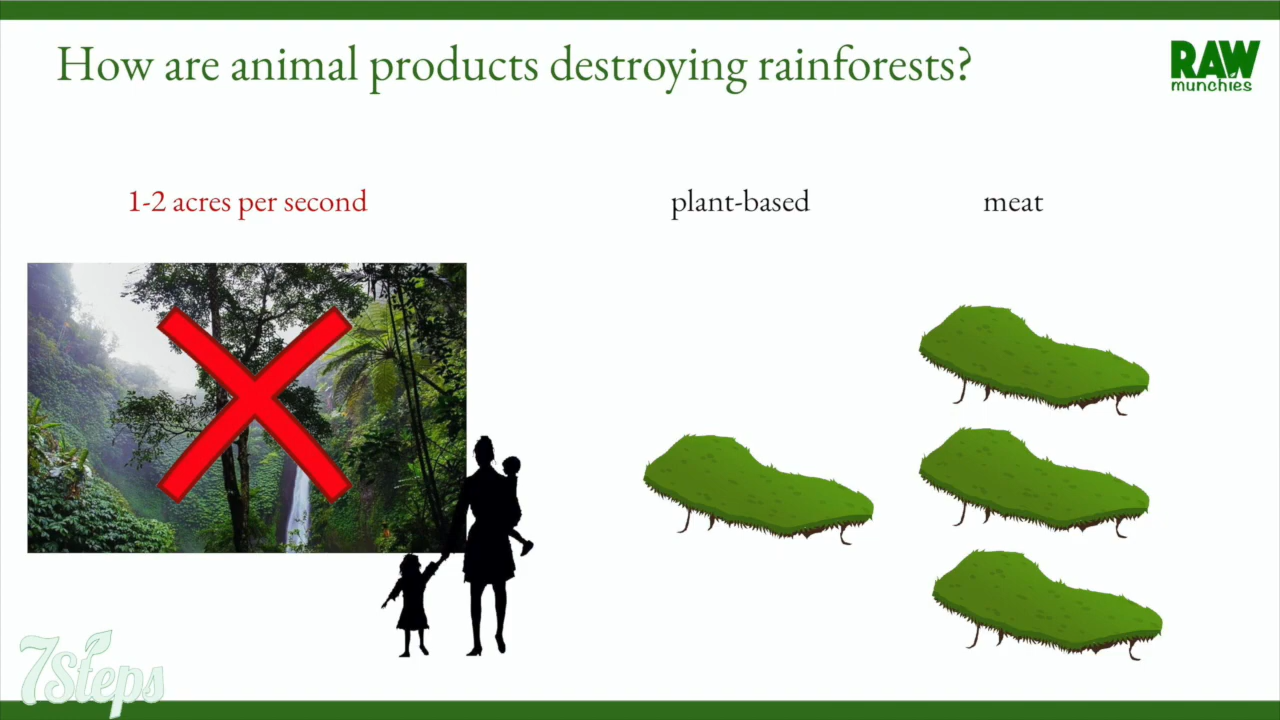 How are animal products destroying rainforests?
RAW
munchies
1-2 acres per second
plant-based
meat
7Steps